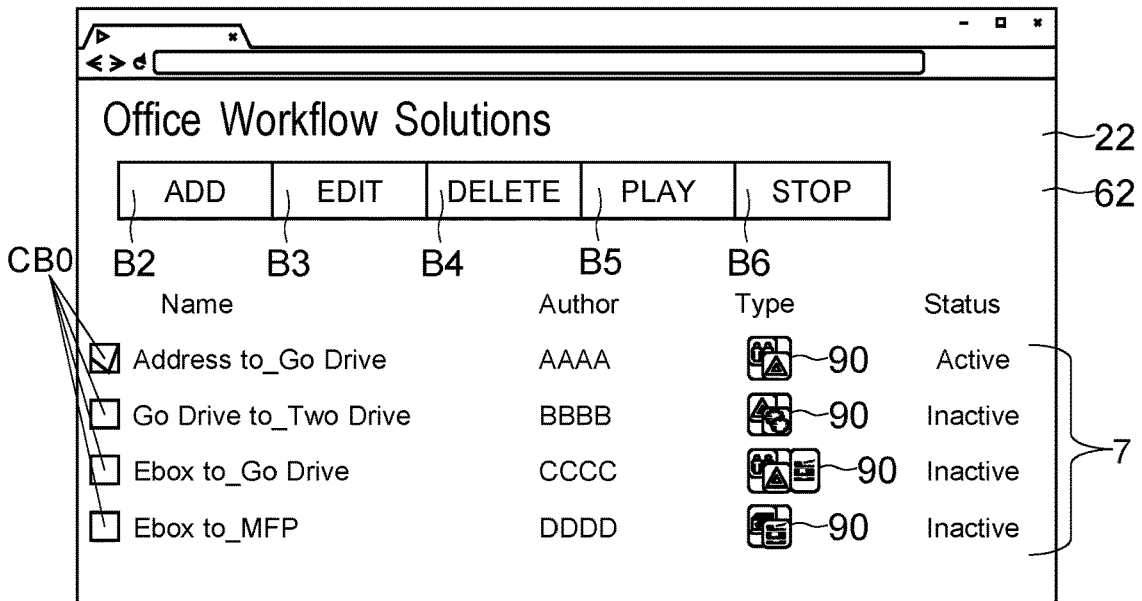 Office Workflow Solutions
22
ADD EDIT DELETE PLAY STOP
62
CB0 B2 B3 B4 B5 B6
Name Author Type Status
Address to_Go Drive AAAA 90 Active
Go Drive to_Two Drive BBBB 90 Inactive
7
Ebox to_Go Drive CCCC 90 Inactive
Ebox to_MFP DDDD 90 Inactive